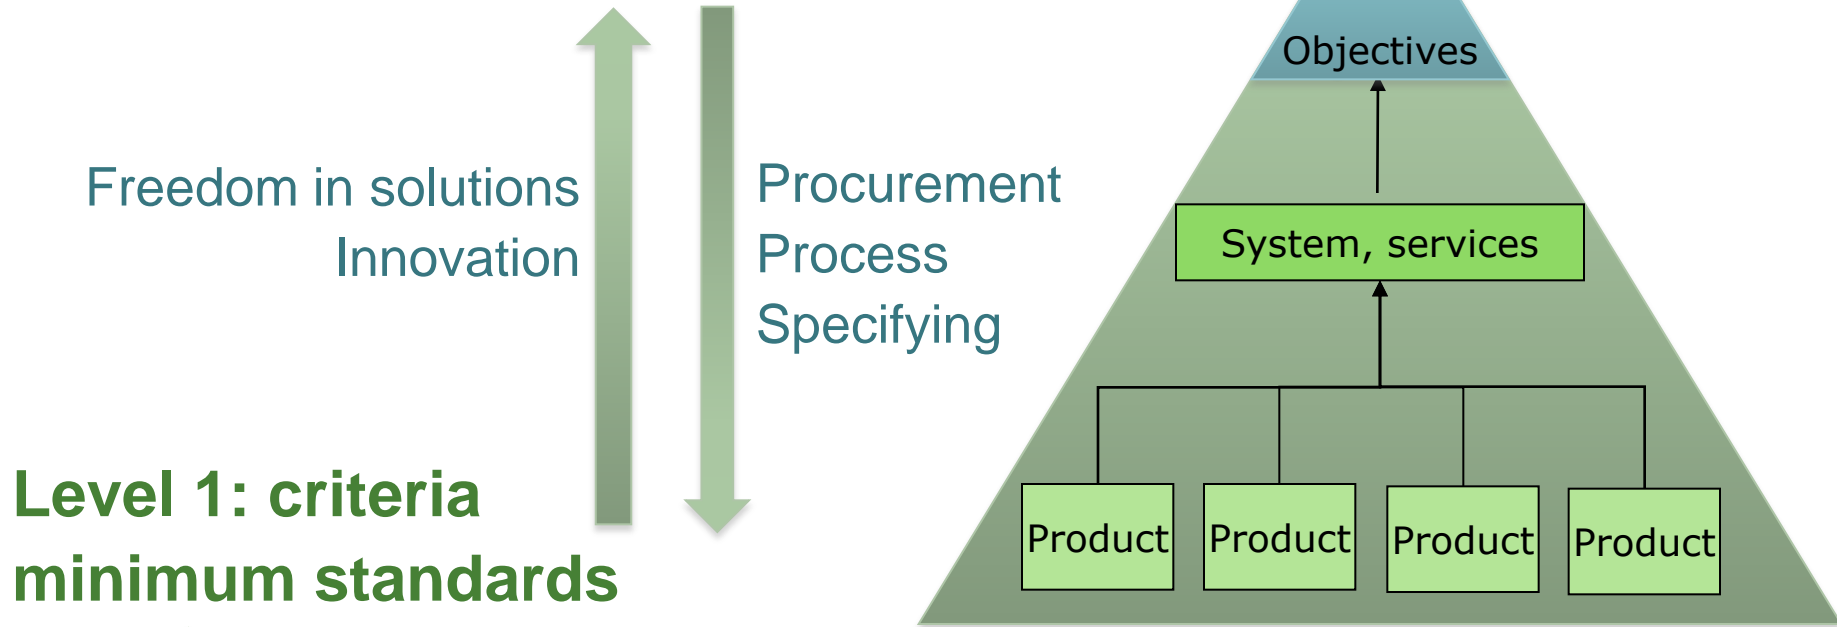 Objectives
Freedom in solutions
Innovation
Procurement
Process
Specifying
System, services
Level 1: criteria
minimum standards
Product
Product
Product
Product